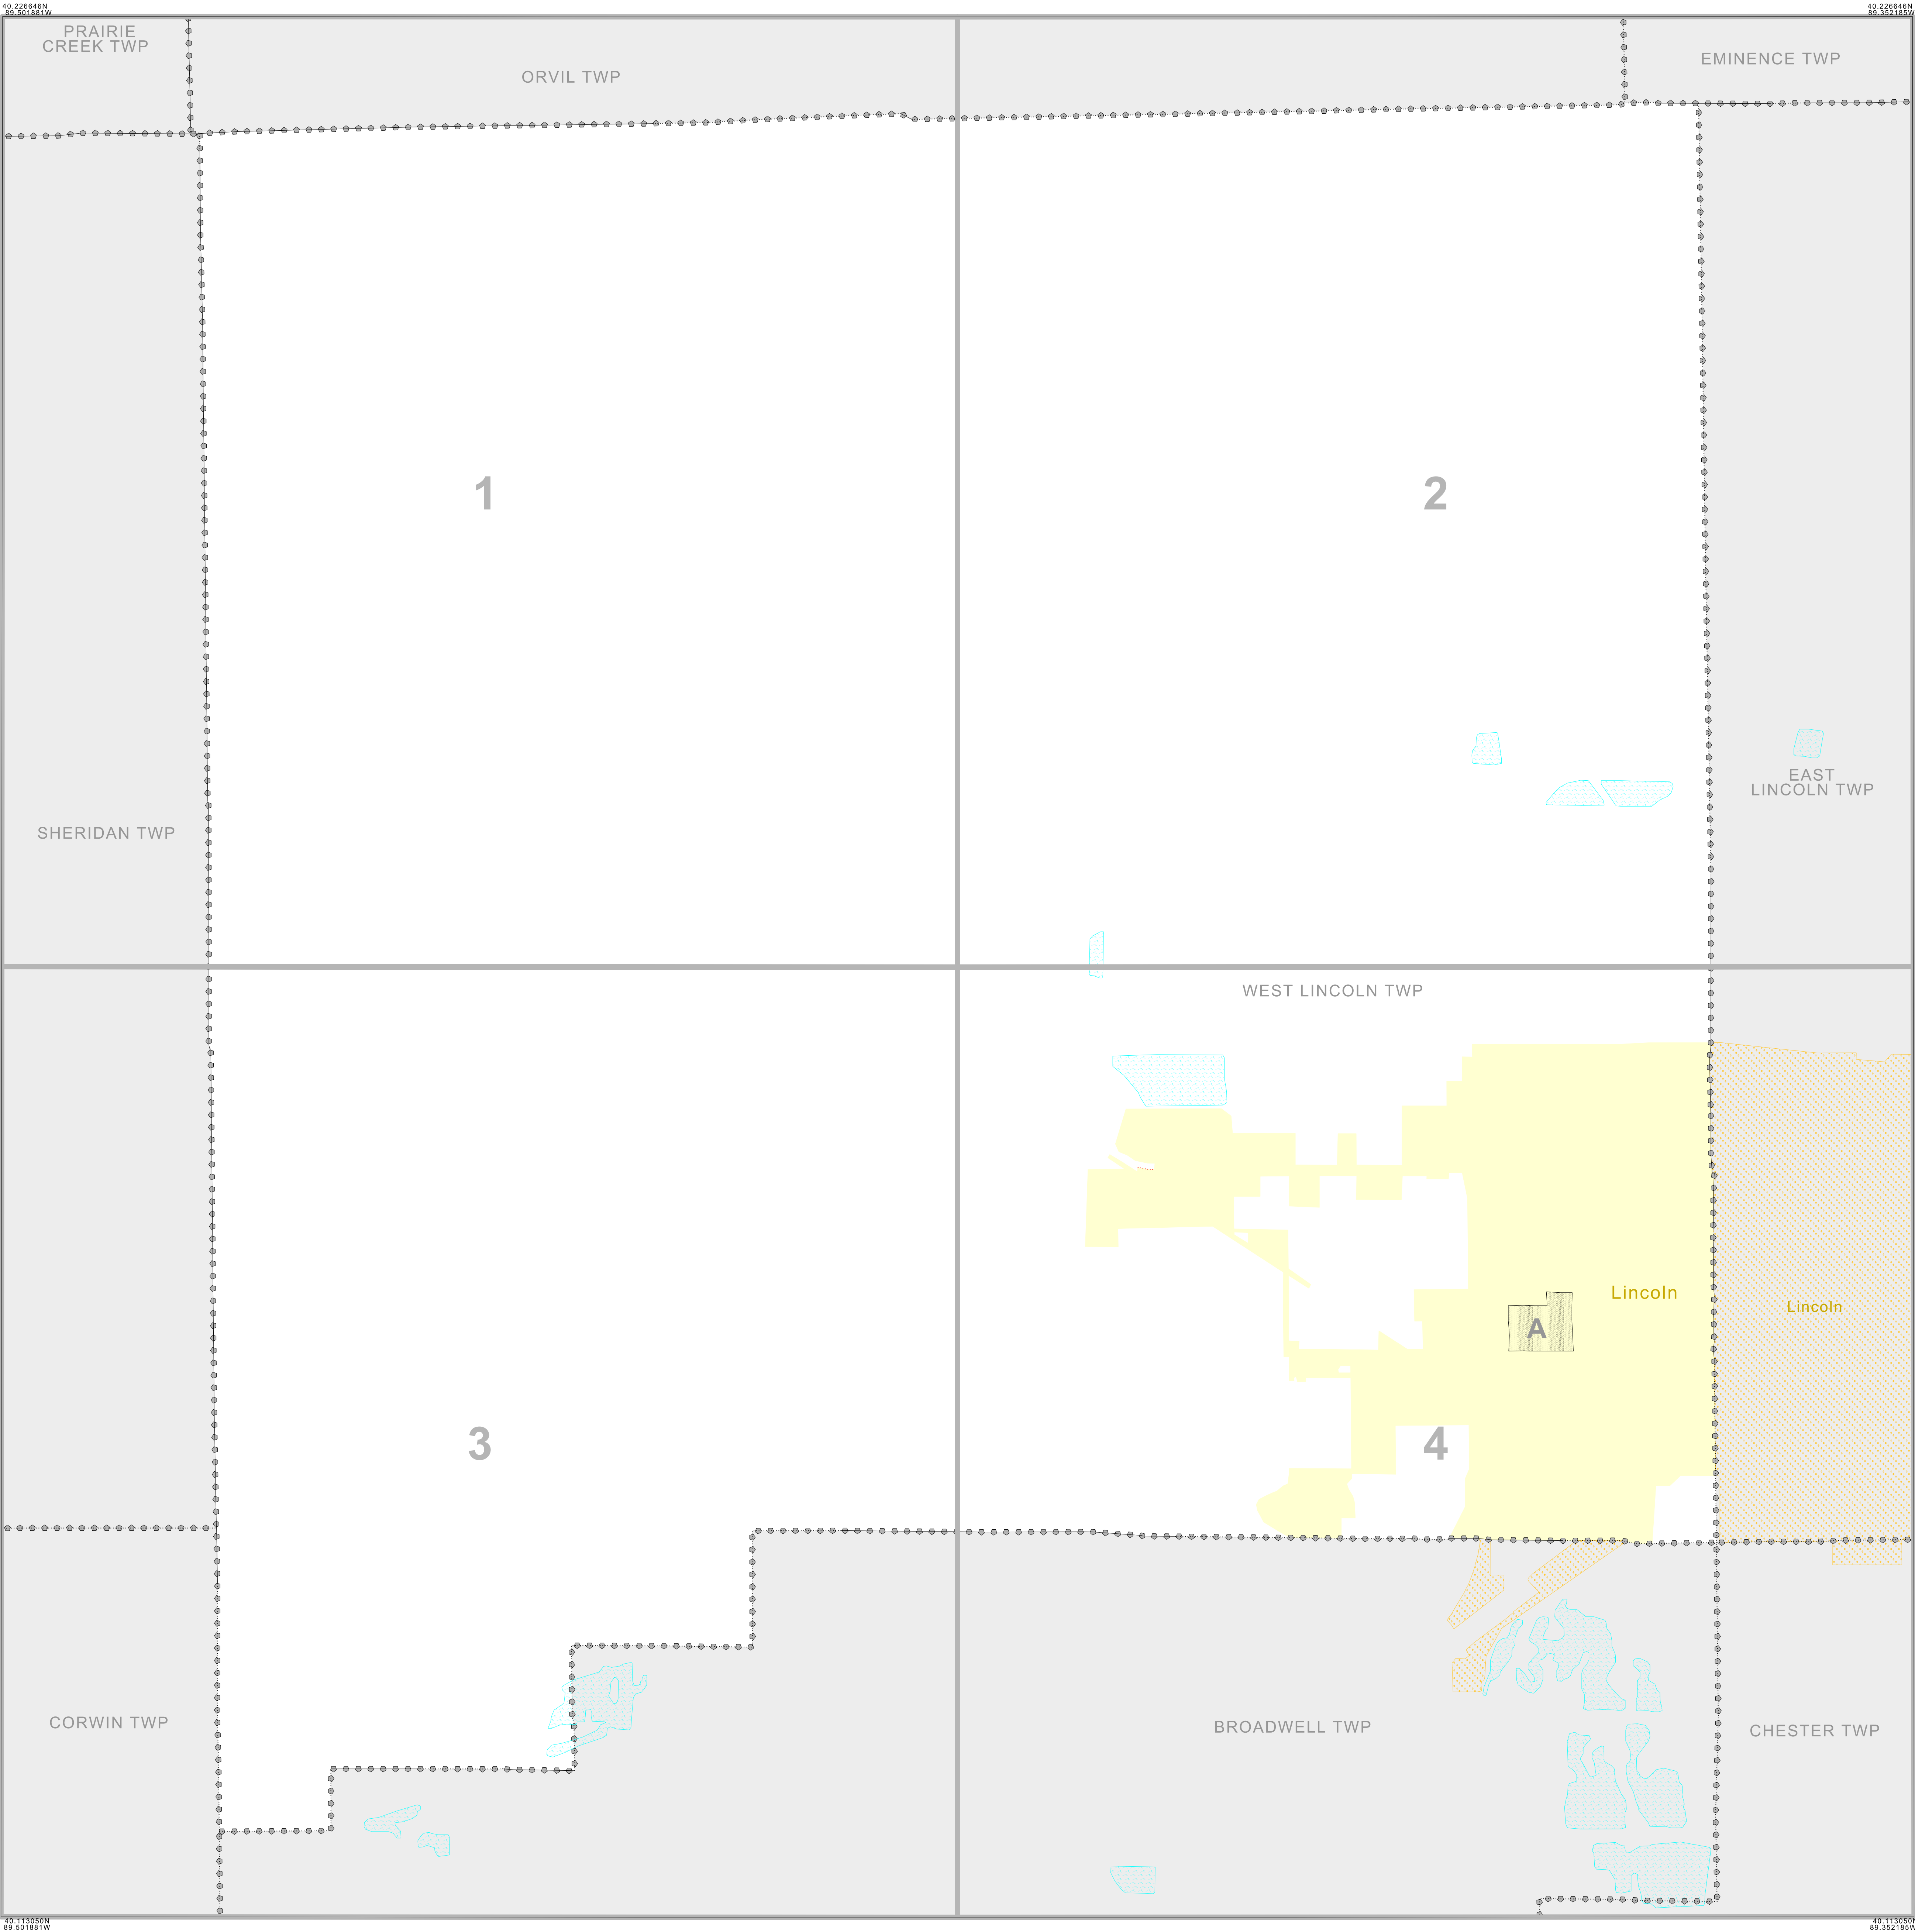 40.226646N
89.501881W
40.226646N
89.352185W
PRAIRIE
CREEK TWP
ORVIL TWP
EMINENCE TWP
1
2
EAST
LINCOLN TWP
SHERIDAN TWP
WEST LINCOLN TWP
Lincoln
Lincoln
A
3
4
CORWIN TWP
BROADWELL TWP
CHESTER TWP
40.113050N
89.501881W
40.113050N
89.352185W